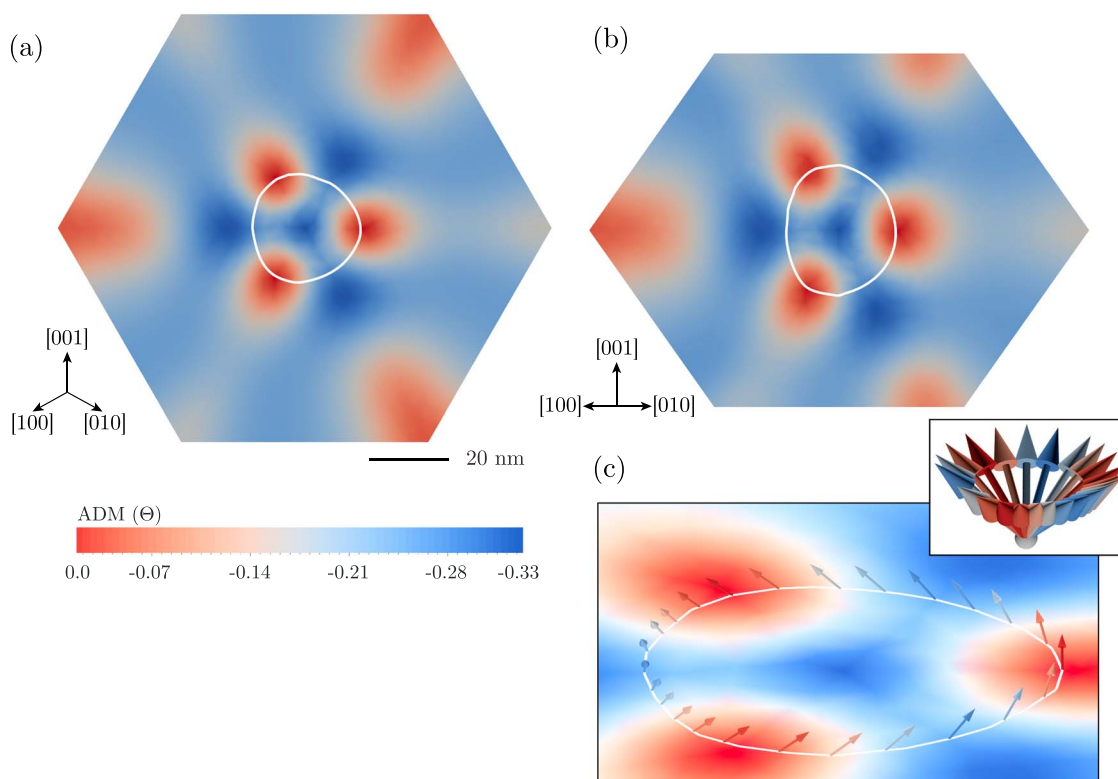 (a)
(b)
[001]
[100]
[010]
[001]
[100]
[010]
20 nm
ADM (Θ)
0.0 -0.07 -0.14 -0.21 -0.28 -0.33
(c)